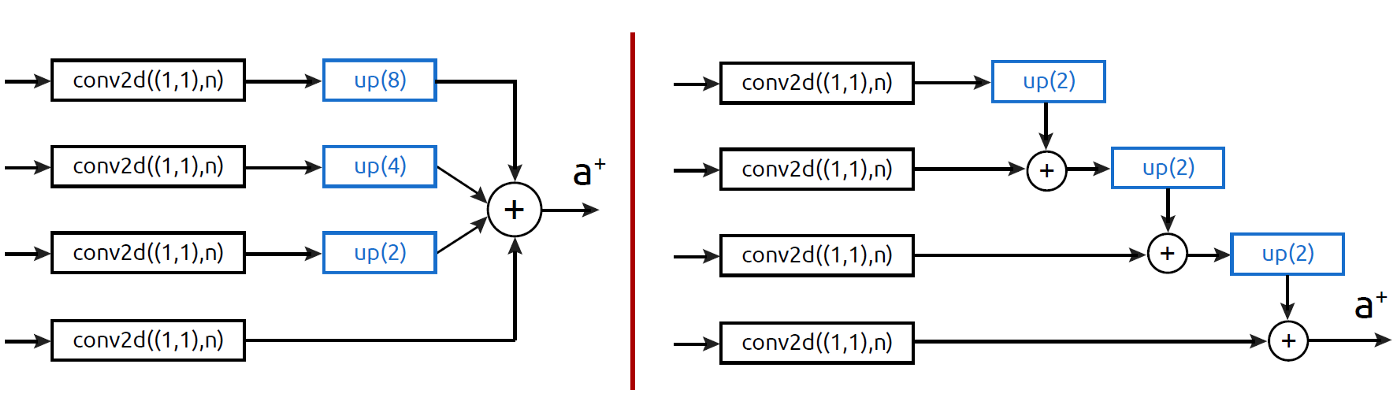 conv2d((1,1),n)
up(8)
conv2d((1,1),n)
up(4)
conv2d((1,1),n)
up(2)
conv2d((1,1),n)
+
a+
conv2d((1,1),n)
up(2)
conv2d((1,1),n)
+
up(2)
conv2d((1,1),n)
+
up(2)
conv2d((1,1),n)
+
a+